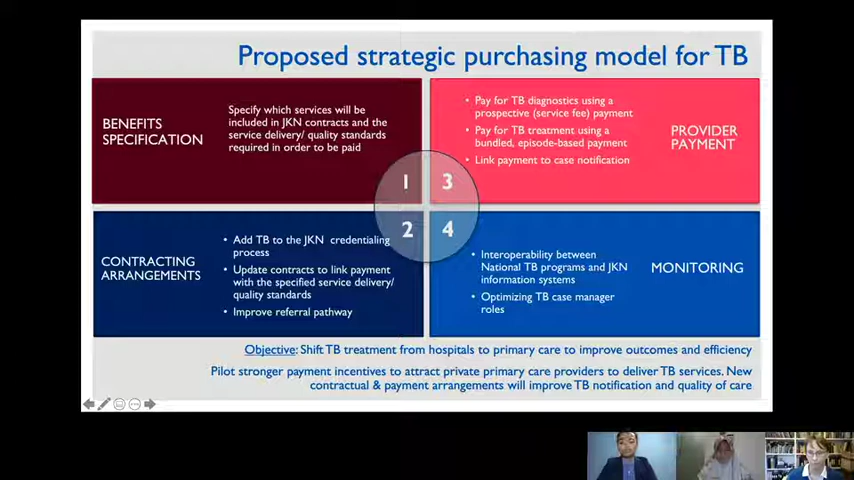 Proposed strategic purchasing model for TB
BENEFITS
SPECIFICATION
Specify which services will be
included in JKN contracts and the
service delivery/ quality standards
required in order to be paid
1
3
• Pay for TB diagnostics using a
prospective (service fee) payment
• Pay for TB treatment using a
bundled, episode-based payment
• Link payment to case notification
PROVIDER
PAYMENT
CONTRACTING
ARRANGEMENTS
• Add TB to the JKN credentialing
process
• Update contracts to link payment
with the specified service delivery/
quality standards
• Improve referral pathway
2
4
• Interoperability between
National TB programs and JKN
information systems
• Optimizing TB case manager
roles
MONITORING
Objective: Shift TB treatment from hospitals to primary care to improve outcomes and efficiency
Pilot stronger payment incentives to attract private primary care providers to deliver TB services. New
contractual & payment arrangements will improve TB notification and quality of care